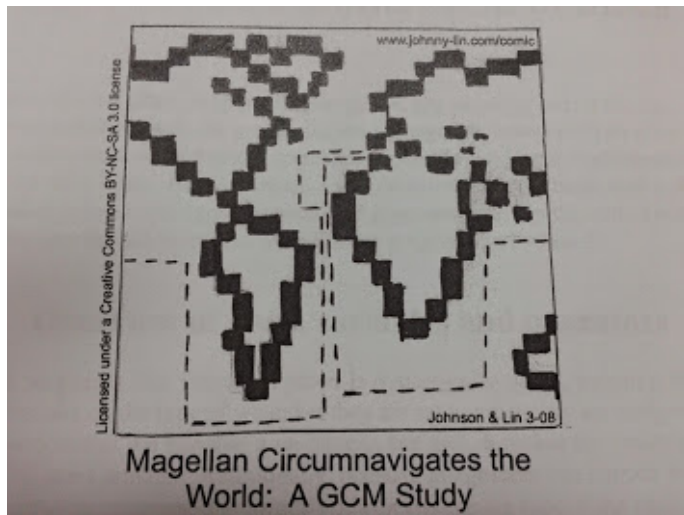 www.johnny-lin.com/comic
Licensed under a Creative Commons BY-NC-SA 3.0 license
Johnson & Lin 3-08
Magellan Circumnavigates the
World: A GCM Study